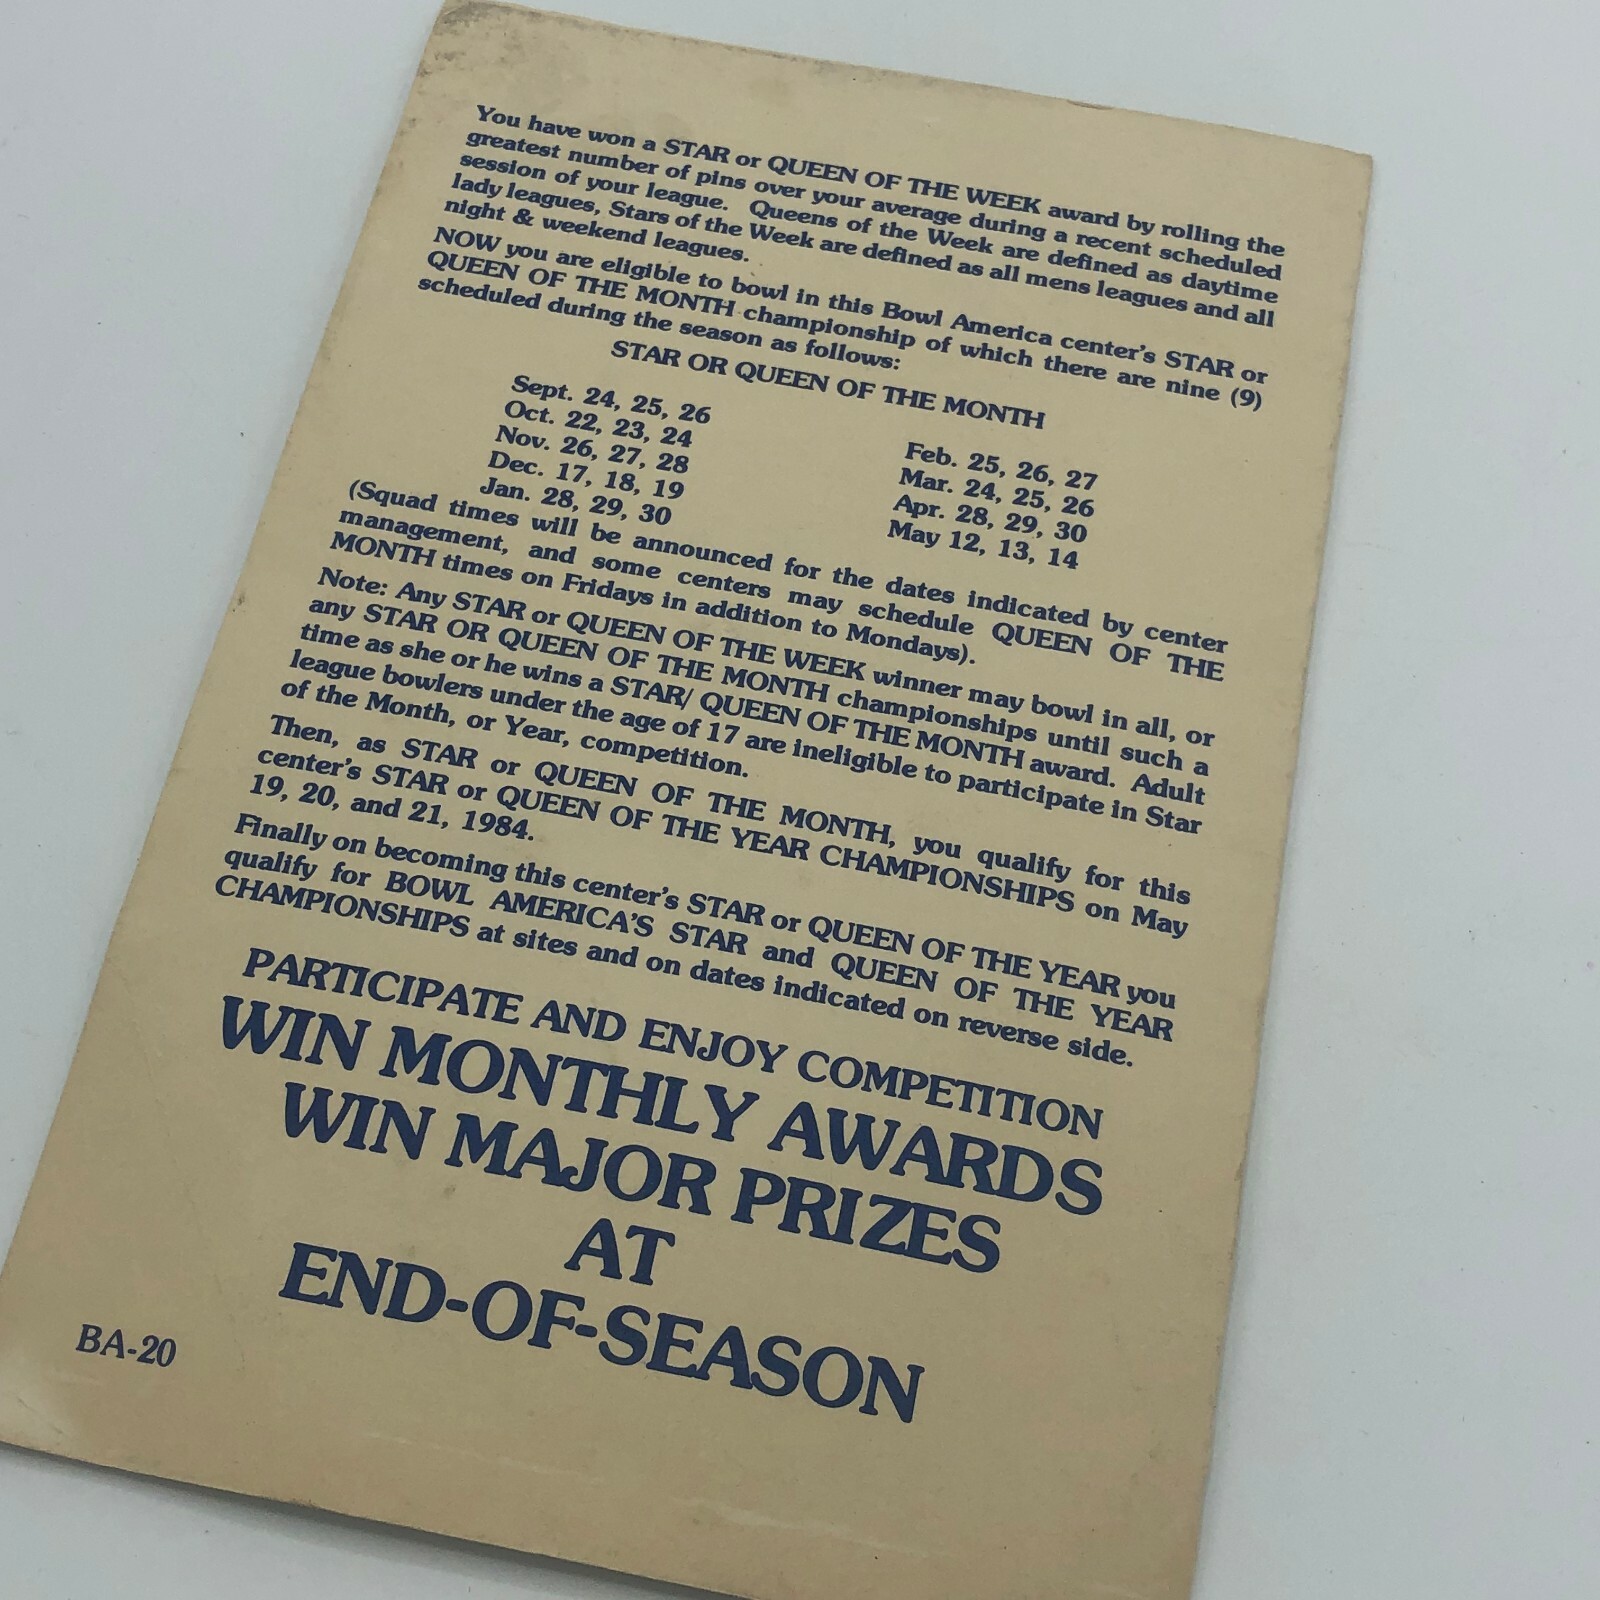 You have won a STAR or QUEEN OF THE WEEK award by rolling the
greatest number of pins over your average during a recent scheduled
session of your league. Queens of the Week are defined as daytime
lady leagues, Stars of the Week are defined as all mens leagues and all
night & weekend leagues.
NOW you are eligible to bowl in this Bowl America center's STAR or
QUEEN OF THE MONTH championship of which there are nine (9)
scheduled during the season as follows:
STAR OR QUEEN OF THE MONTH
Sept. 24, 25, 26
Oct. 22, 23, 24
Nov. 26, 27, 28
Dec. 17, 18, 19
Jan. 28, 29, 30
Feb. 25, 26, 27
Mar. 24, 25, 26
Apr. 28, 29, 30
May 12, 13, 14
(Squad times will be announced for the dates indicated by center
management, and some centers may schedule QUEEN OF THE
MONTH times on Fridays in addition to Mondays).
Note: Any STAR or QUEEN OF THE WEEK winner may bowl in all, or
any STAR OR QUEEN OF THE MONTH championships until such a
time as she or he wins a STAR/ QUEEN OF THE MONTH award. Adult
league bowlers under the age of 17 are ineligible to participate in Star
of the Month, or Year, competition.
Then, as STAR or QUEEN OF THE MONTH, you qualify for this
center's STAR or QUEEN OF THE YEAR CHAMPIONSHIPS on May
19, 20, and 21, 1984.
Finally on becoming this center's STAR or QUEEN OF THE YEAR you
qualify for BOWL AMERICA'S STAR and QUEEN OF THE YEAR
CHAMPIONSHIPS at sites and on dates indicated on reverse side.
PARTICIPATE AND ENJOY COMPETITION
WIN MONTHLY AWARDS
WIN MAJOR PRIZES
AT
END-OF-SEASON
BA-20